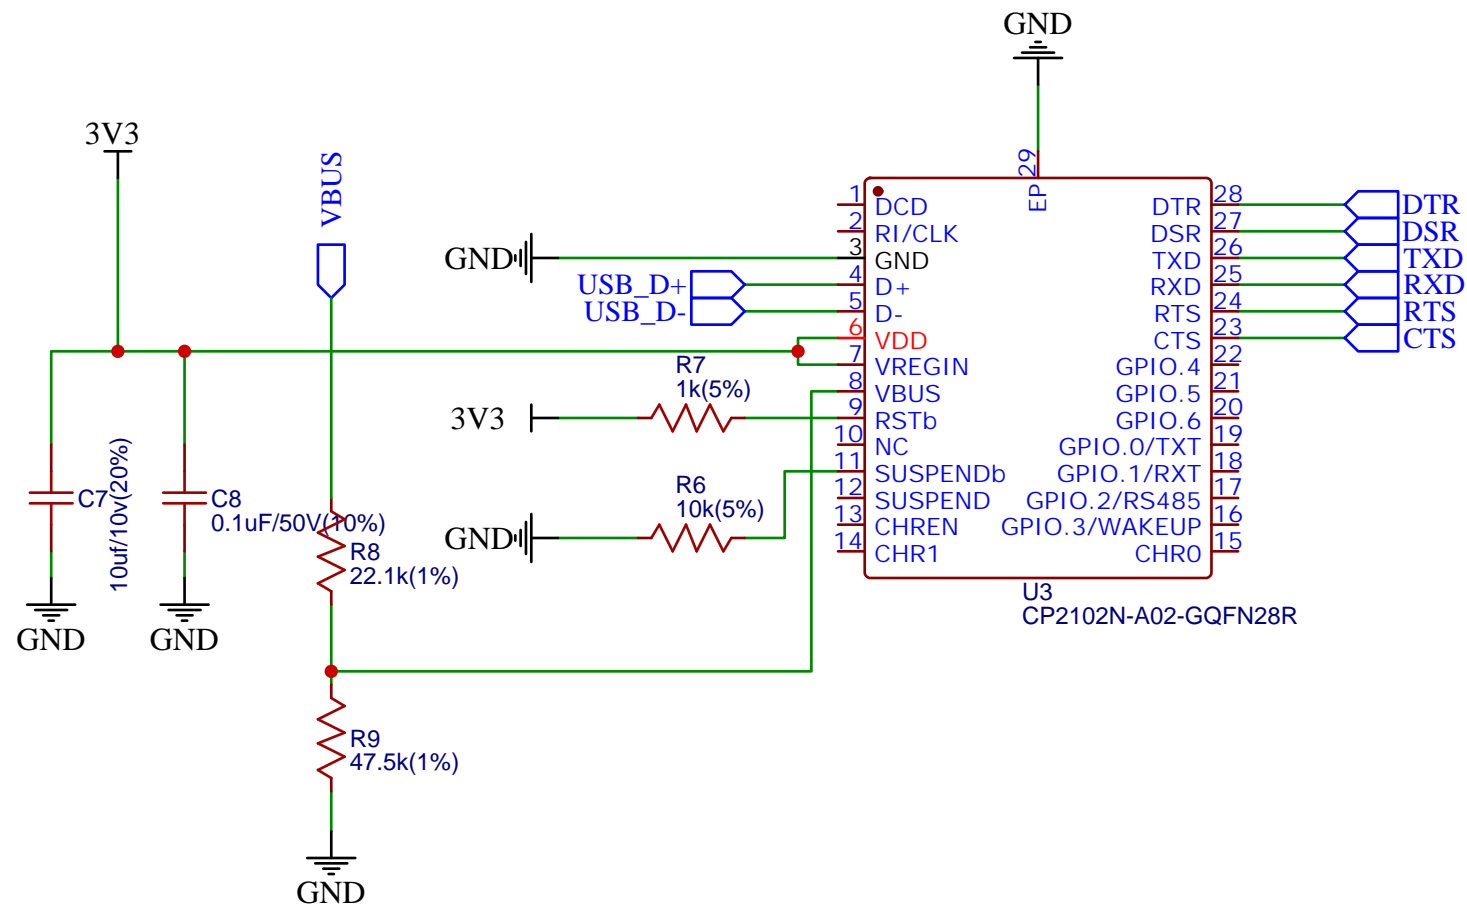 GND
3V3
VBUS
29
EP
1
DCD
2
RI/CLK
3
GND
4
D+
5
D-
6
VDD
7
VREGIN
8
VBUS
9
RSTb
10
NC
11
SUSPENDb
12
SUSPEND
13
CHREN
14
CHR1
28
DTR
DTR
27
DSR
DSR
26
TXD
TXD
25
RXD
RXD
24
RTS
RTS
23
CTS
CTS
22
GPIO.4
21
GPIO.5
20
GPIO.6
19
GPIO.0/TXT
18
GPIO.1/RXT
17
GPIO.2/RS485
16
GPIO.3/WAKEUP
15
CHR0
GND
USB_D+
USB_D-
R7
1k(5%)
3V3
R6
10k(5%)
GND
U3
CP2102N-A02-GQFN28R
C7
10uf/10v(20%)
C8
0.1uF/50V(10%)
R8
22.1k(1%)
GND
GND
R9
47.5k(1%)
GND